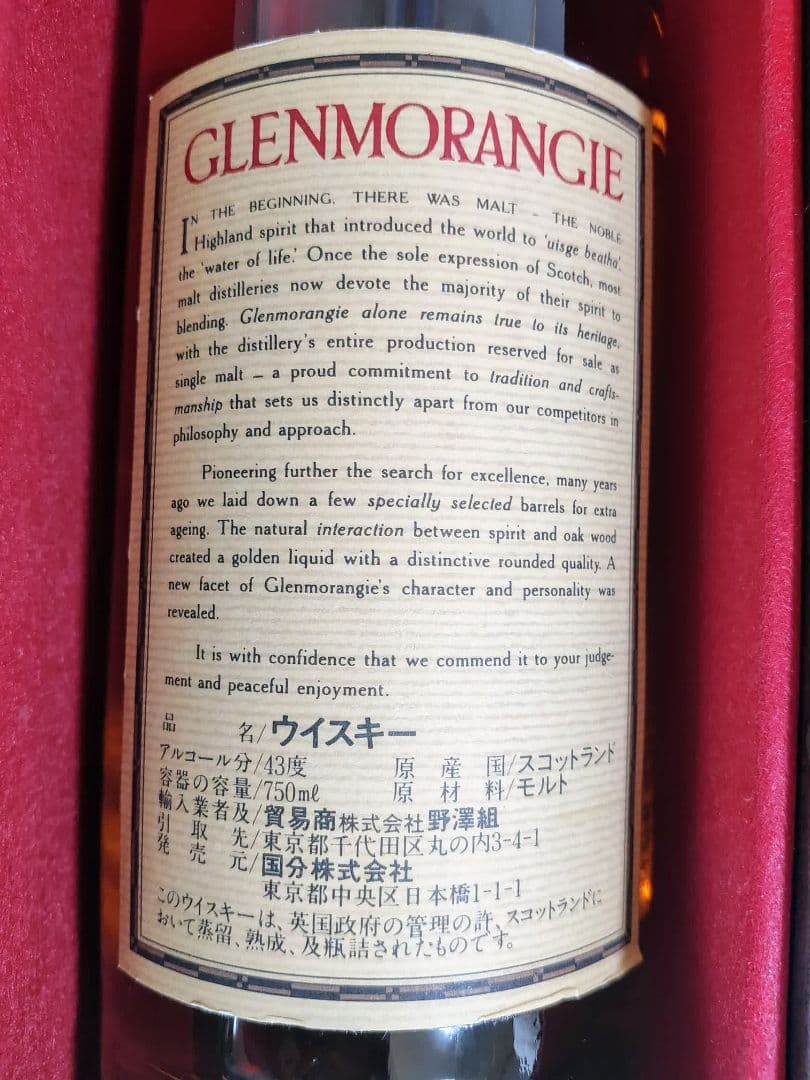 GLENMORANGIE
IN THE BEGINNING, THERE WAS MALT - THE NOBLE
Highland spirit that introduced the world to 'uisge beatha',
the 'water of life.' Once the sole expression of Scotch, most
malt distilleries now devote the majority of their spirit to
blending. Glenmorangie alone remains true to its heritage,
with the distillery's entire production reserved for sale as
single malt – a proud commitment to tradition and crafts-
manship that sets us distinctly apart from our competitors in
philosophy and approach.
Pioneering further the search for excellence, many years
ago we laid down a few specially selected barrels for extra
ageing. The natural interaction between spirit and oak wood
created a golden liquid with a distinctive rounded quality. A
new facet of Glenmorangie's character and personality was
revealed.
It is with confidence that we commend it to your judge-
ment and peaceful enjoyment.
品 名/ウイスキー
アルコール分/43度 原 産 国/スコットランド
容器の容量/750mℓ 原 材 料/モルト
輸入業者及/貿易商株式会社野澤組
引 取 先/東京都千代田区丸の内3-4-1
発 売 元/国分株式会社
東京都中央区日本橋1-1-1
このウイスキーは、英国政府の管理の許、スコットランドに
おいて蒸留、熟成、及瓶詰されたものです。